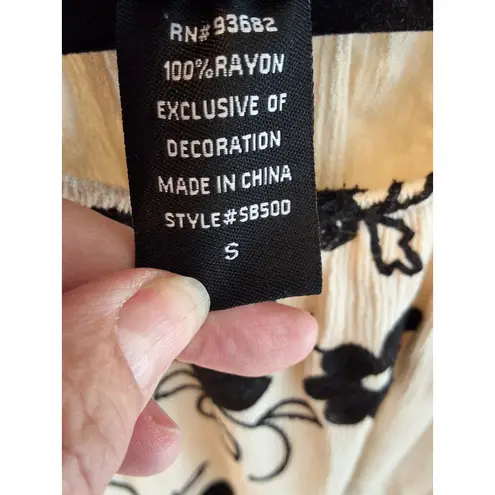 RN# 93682
100% RAYON
EXCLUSIVE OF
DECORATION
MADE IN CHINA
STYLE#SB500
S